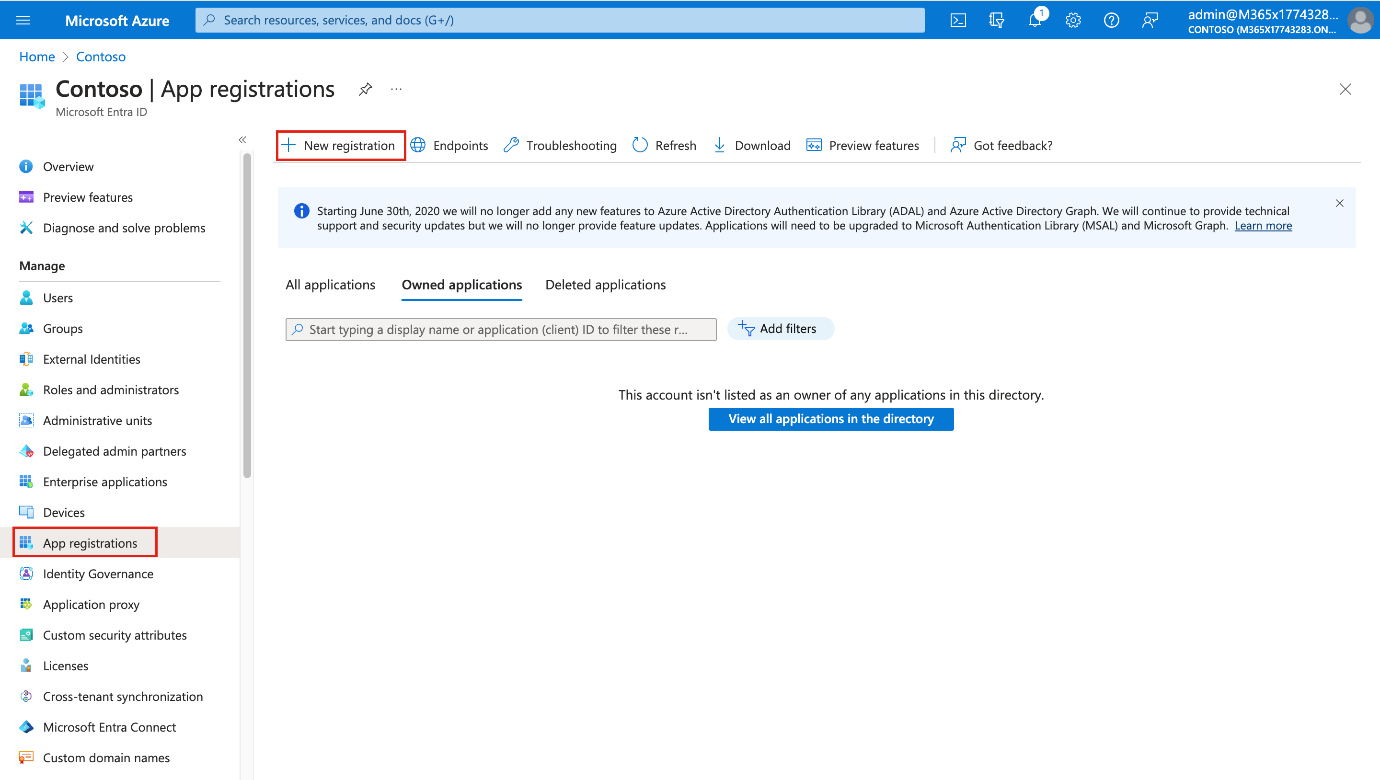 Microsoft Azure
Search resources, services, and docs (G+/)
1
admin@M365x1774328...
CONTOSO (M365X17743283.ON...
Home > Contoso
Contoso | App registrations
...
Microsoft Entra ID
Overview
Preview features
Diagnose and solve problems
Manage
Users
Groups
External Identities
Roles and administrators
Administrative units
Delegated admin partners
Enterprise applications
Devices
App registrations
Identity Governance
Application proxy
Custom security attributes
Licenses
Cross-tenant synchronization
Microsoft Entra Connect
Custom domain names
New registration Endpoints Troubleshooting Refresh Download Preview features Got feedback?
Starting June 30th, 2020 we will no longer add any new features to Azure Active Directory Authentication Library (ADAL) and Azure Active Directory Graph. We will continue to provide technical
support and security updates but we will no longer provide feature updates. Applications will need to be upgraded to Microsoft Authentication Library (MSAL) and Microsoft Graph. Learn more
All applications Owned applications Deleted applications
Start typing a display name or application (client) ID to filter these r...
Add filters
This account isn't listed as an owner of any applications in this directory.
View all applications in the directory